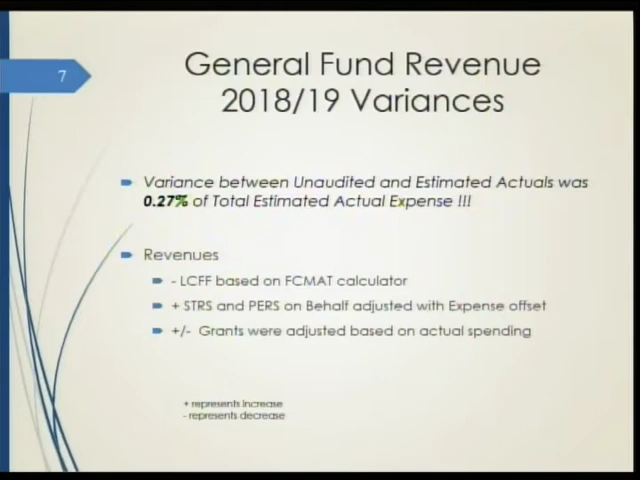 7
General Fund Revenue
2018/19 Variances
Variance between Unaudited and Estimated Actuals was
0.27% of Total Estimated Actual Expense !!!
Revenues
- LCFF based on FCMAT calculator
+ STRS and PERS on Behalf adjusted with Expense offset
+/- Grants were adjusted based on actual spending
+ represents increase
- represents decrease